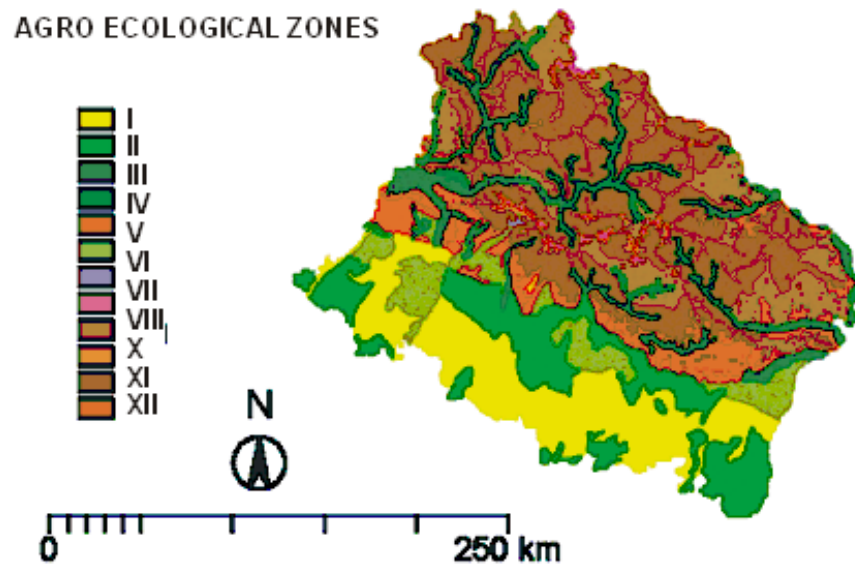 AGRO ECOLOGICAL ZONES
I
II
III
IV
V
VI
VII
VIII
X
XI
XII
N
0 250 km